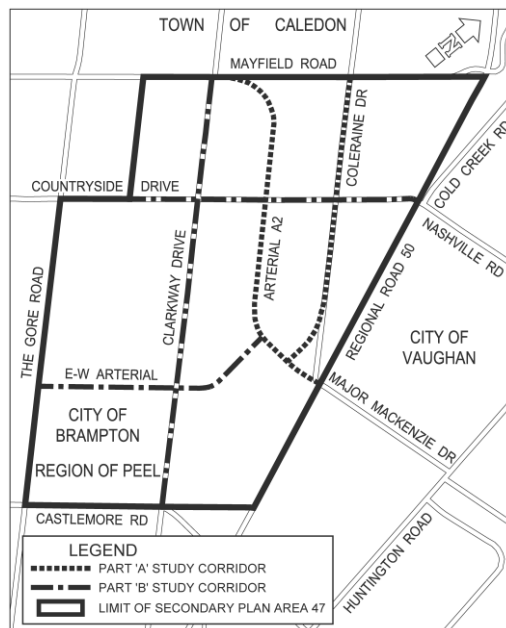 TOWN OF CALEDON
MAYFIELD ROAD
COLERAINE DR
COLD CREEK RD
COUNTRYSIDE DRIVE
NASHVILLE RD
CLARKWAY DRIVE
ARTERIAL A2
REGIONAL ROAD 50
THE GORE ROAD
CITY OF
VAUGHAN
E-W ARTERIAL
MAJOR MACKENZIE DR
CITY OF
BRAMPTON
REGION OF PEEL
CASTLEMORE RD
HUNTINGTON ROAD
LEGEND
PART 'A' STUDY CORRIDOR
PART 'B' STUDY CORRIDOR
LIMIT OF SECONDARY PLAN AREA 47
N